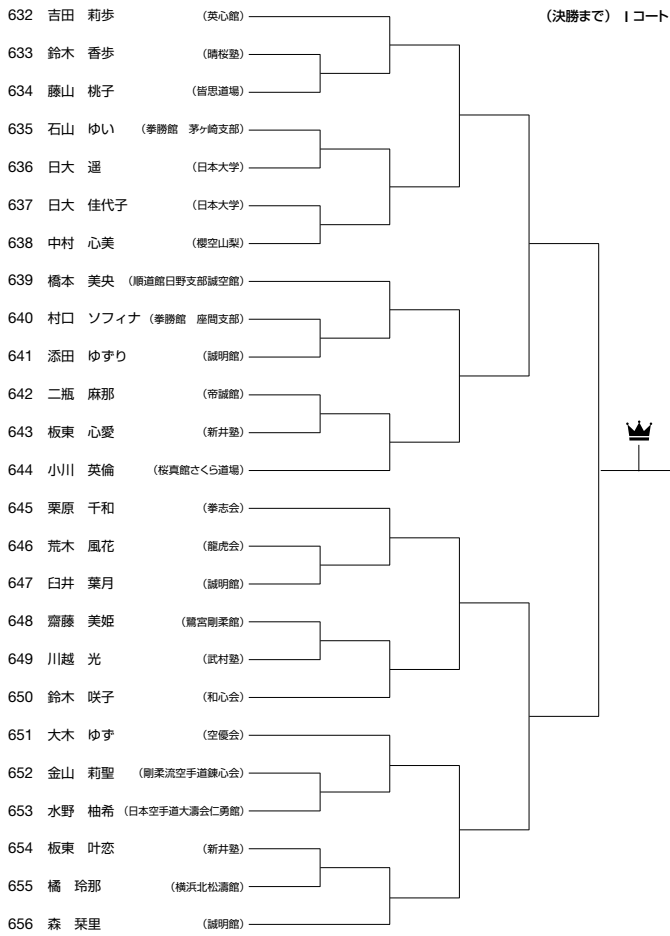 (決勝まで) Iコート
632 吉田 莉歩 (英心館)
633 鈴木 香歩 (晴桜塾)
634 藤山 桃子 (皆思道場)
635 石山 ゆい (拳勝館 茅ヶ崎支部)
636 日大 遥 (日本大学)
637 日大 佳代子 (日本大学)
638 中村 心美 (櫻空山梨)
639 橋本 美央 (順道館日野支部誠空館)
640 村口 ソフィナ (拳勝館 座間支部)
641 添田 ゆずり (誠明館)
642 二瓶 麻那 (帝誠館)
643 板東 心愛 (新井塾)
644 小川 英倫 (桜真館さくら道場)
645 栗原 千和 (拳志会)
646 荒木 風花 (龍虎会)
647 臼井 葉月 (誠明館)
648 齋藤 美姫 (鷺宮剛柔館)
649 川越 光 (武村塾)
650 鈴木 咲子 (和心会)
651 大木 ゆず (空優会)
652 金山 莉聖 (剛柔流空手道錬心会)
653 水野 柚希 (日本空手道大濤会仁勇館)
654 板東 叶恋 (新井塾)
655 橘 玲那 (横浜北松濤館)
656 森 栞里 (誠明館)